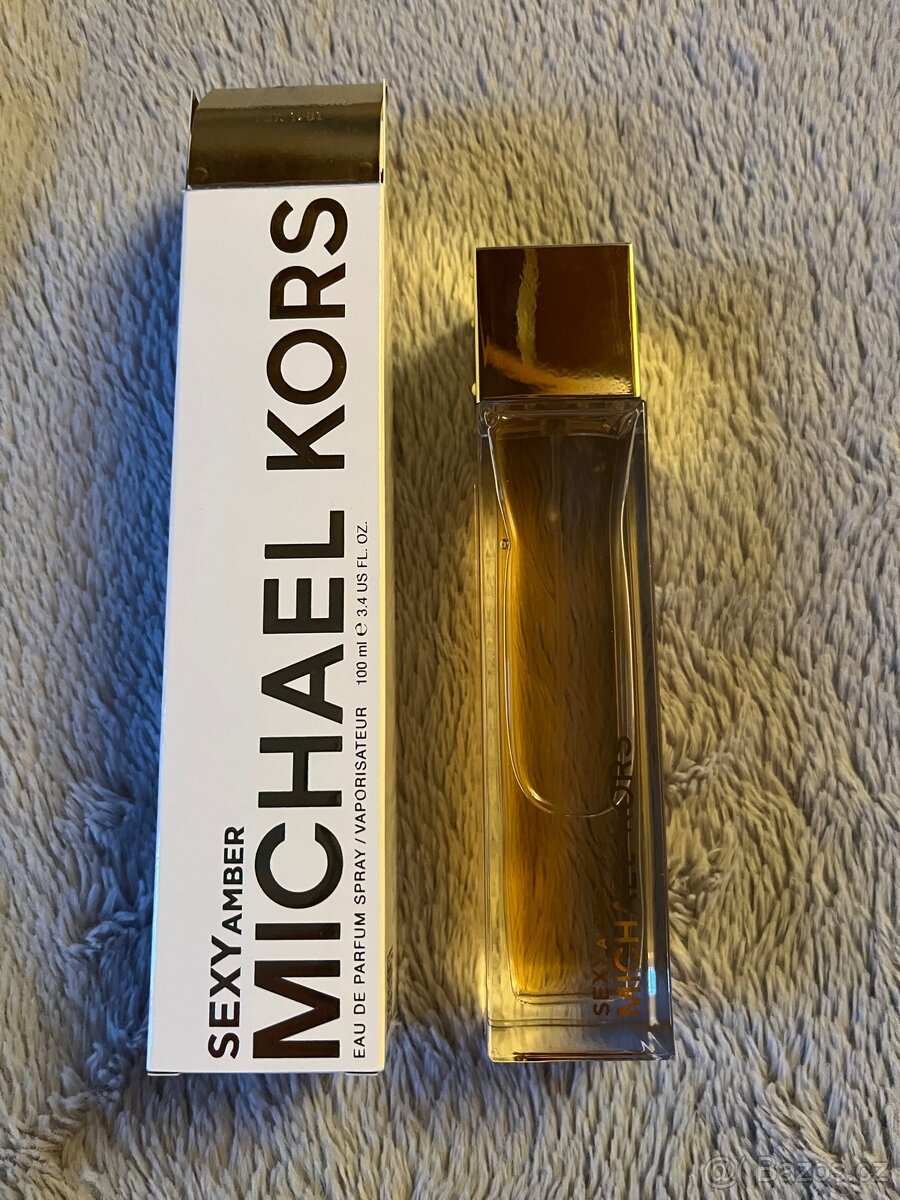 SEXY AMBER
MICHAEL KORS
EAU DE PARFUM SPRAY / VAPORISATEUR 100 ml ℮ 3.4 US FL. OZ.
SEXY A
MICHAEL KORS
@ Bazos.cz